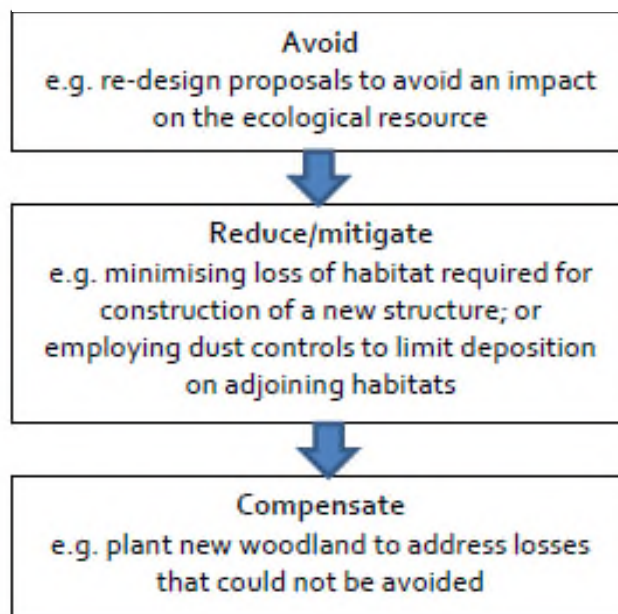 Avoid
e.g. re-design proposals to avoid an impact
on the ecological resource
Reduce/mitigate
e.g. minimising loss of habitat required for
construction of a new structure; or
employing dust controls to limit deposition
on adjoining habitats
Compensate
e.g. plant new woodland to address losses
that could not be avoided